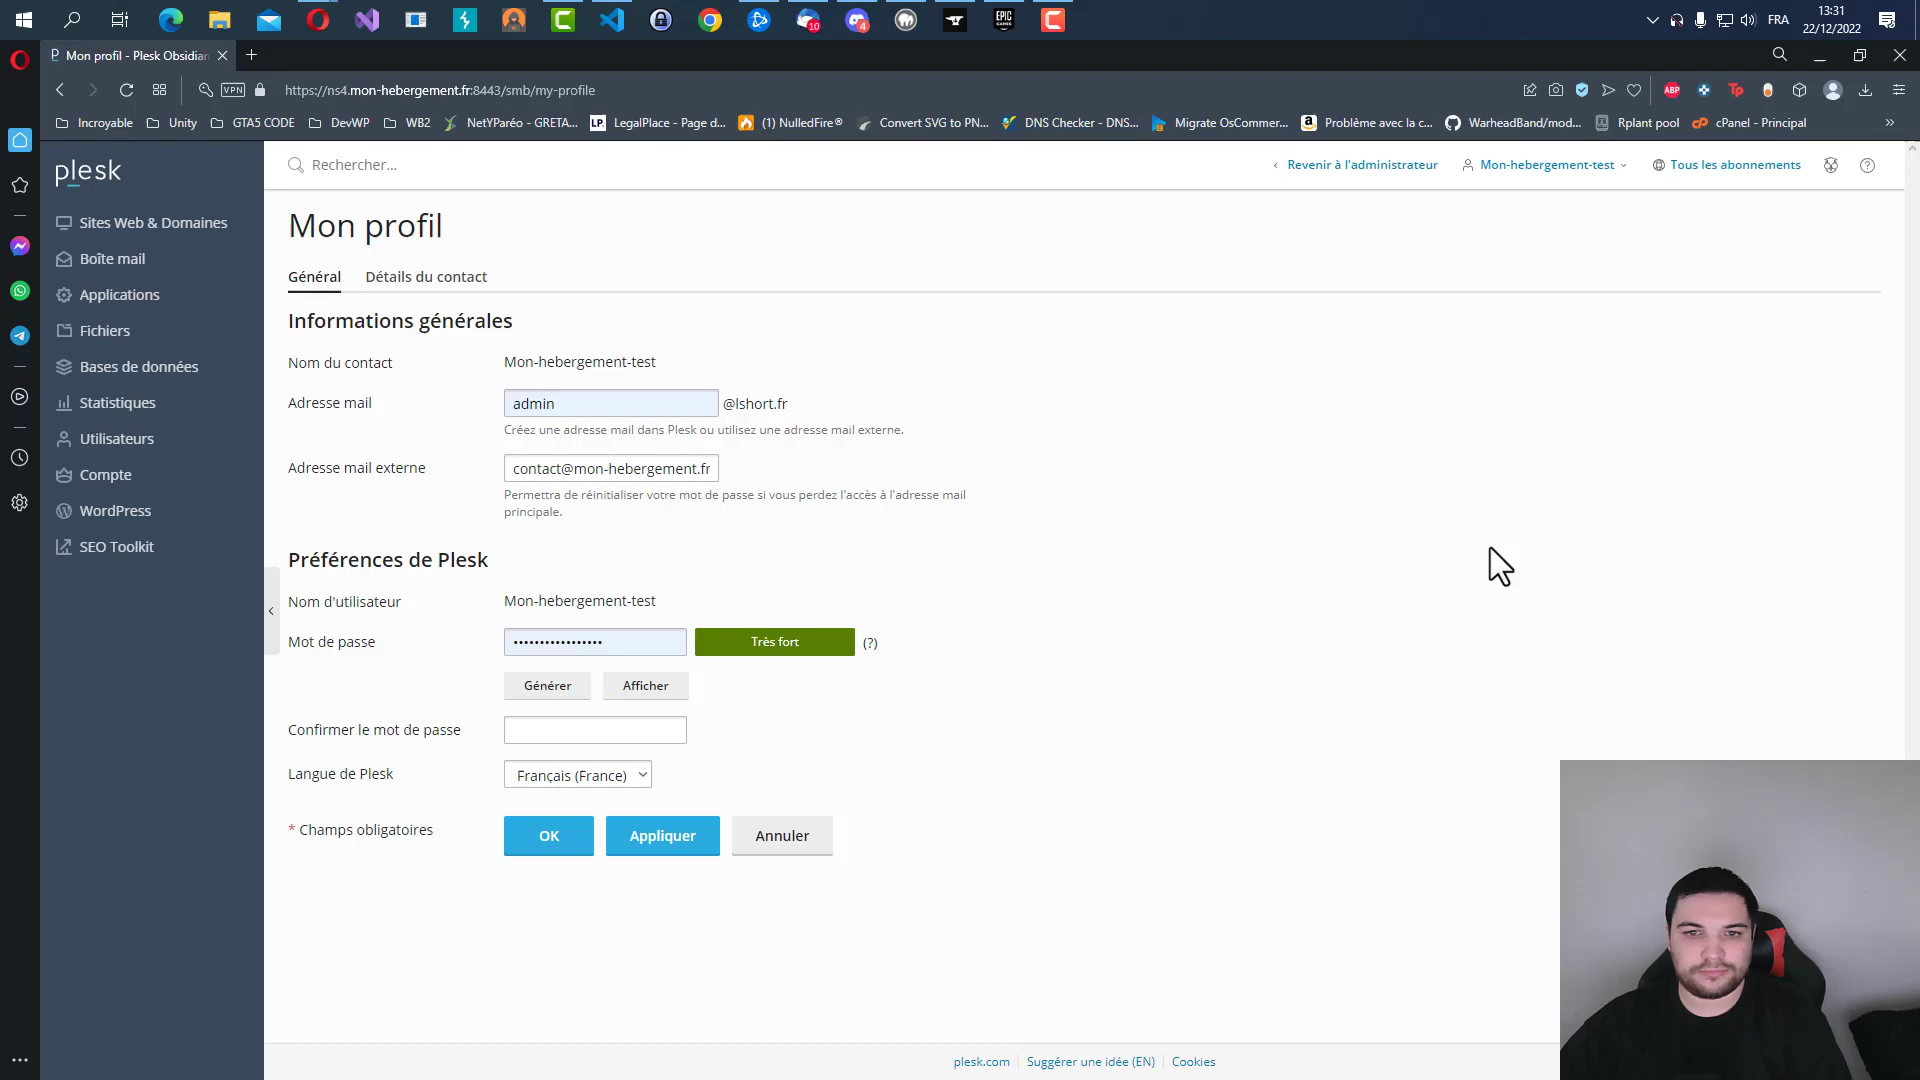 10
4
EPIC
GAMES
FRA
13:31
22/12/2022
Mon profil - Plesk Obsidian
VPN
https://ns4.mon-hebergement.fr:8443/smb/my-profile
ABP
Tp
Incroyable
Unity
GTA5 CODE
DevWP
WB2
NetYParéo - GRETA...
LP
LegalPlace - Page d...
(1) NulledFire®
Convert SVG to PN...
DNS Checker - DNS...
Migrate OsCommer...
Problème avec la c...
WarheadBand/mod...
Rplant pool
cPanel - Principal
plesk
Rechercher...
Revenir à l'administrateur
Mon-hebergement-test
Tous les abonnements
Sites Web & Domaines
Boîte mail
Applications
Fichiers
Bases de données
Statistiques
Utilisateurs
Compte
WordPress
SEO Toolkit
Mon profil
Général
Détails du contact
Informations générales
Nom du contact
Mon-hebergement-test
Adresse mail
admin
@lshort.fr
Créez une adresse mail dans Plesk ou utilisez une adresse mail externe.
Adresse mail externe
contact@mon-hebergement.fr
Permettra de réinitialiser votre mot de passe si vous perdez l'accès à l'adresse mail
principale.
Préférences de Plesk
Nom d'utilisateur
Mon-hebergement-test
Mot de passe
•••••••••••••••••
Très fort
(?)
Générer
Afficher
Confirmer le mot de passe
Langue de Plesk
Français (France)
* Champs obligatoires
OK
Appliquer
Annuler
plesk.com
Suggérer une idée (EN)
Cookies